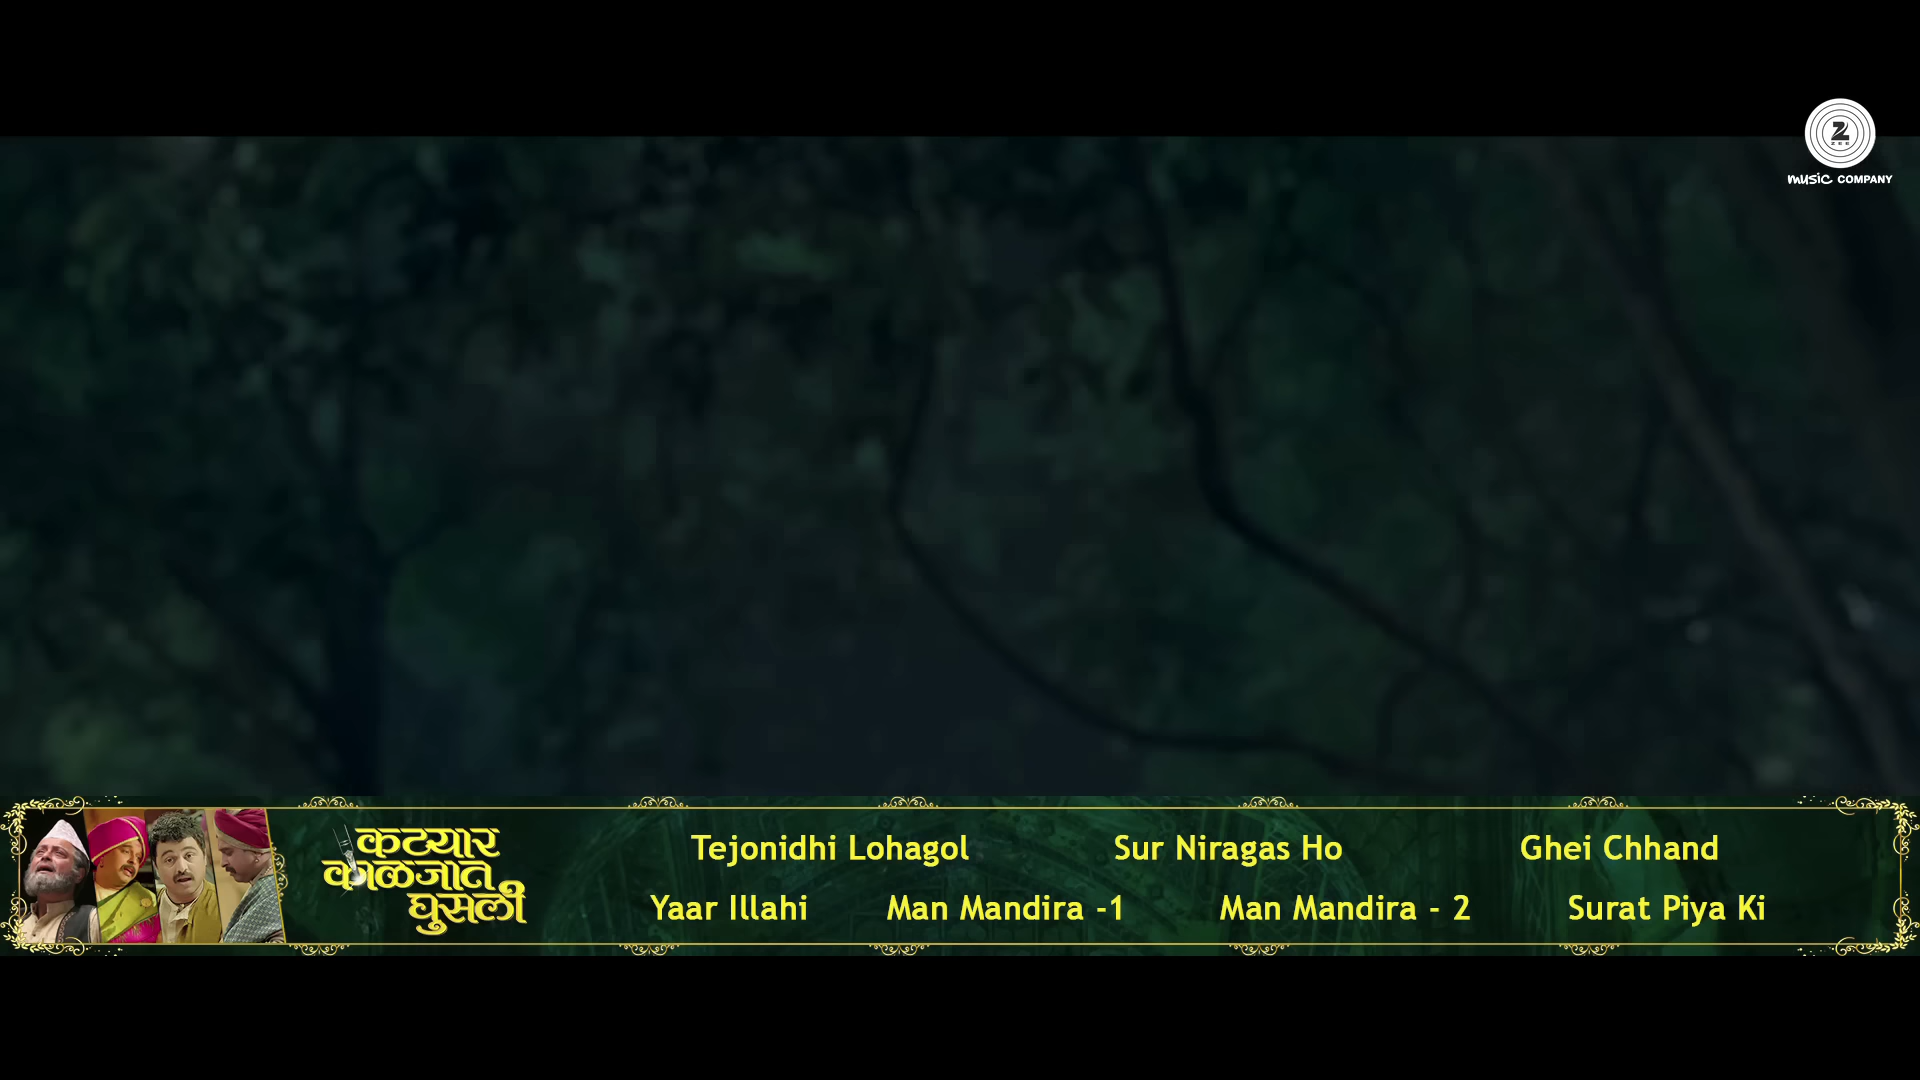 ZEE
music COMPANY
कट्यार
काळजात
घुसली
Tejonidhi Lohagol Sur Niragas Ho Ghei Chhand
Yaar Illahi Man Mandira -1 Man Mandira - 2 Surat Piya Ki